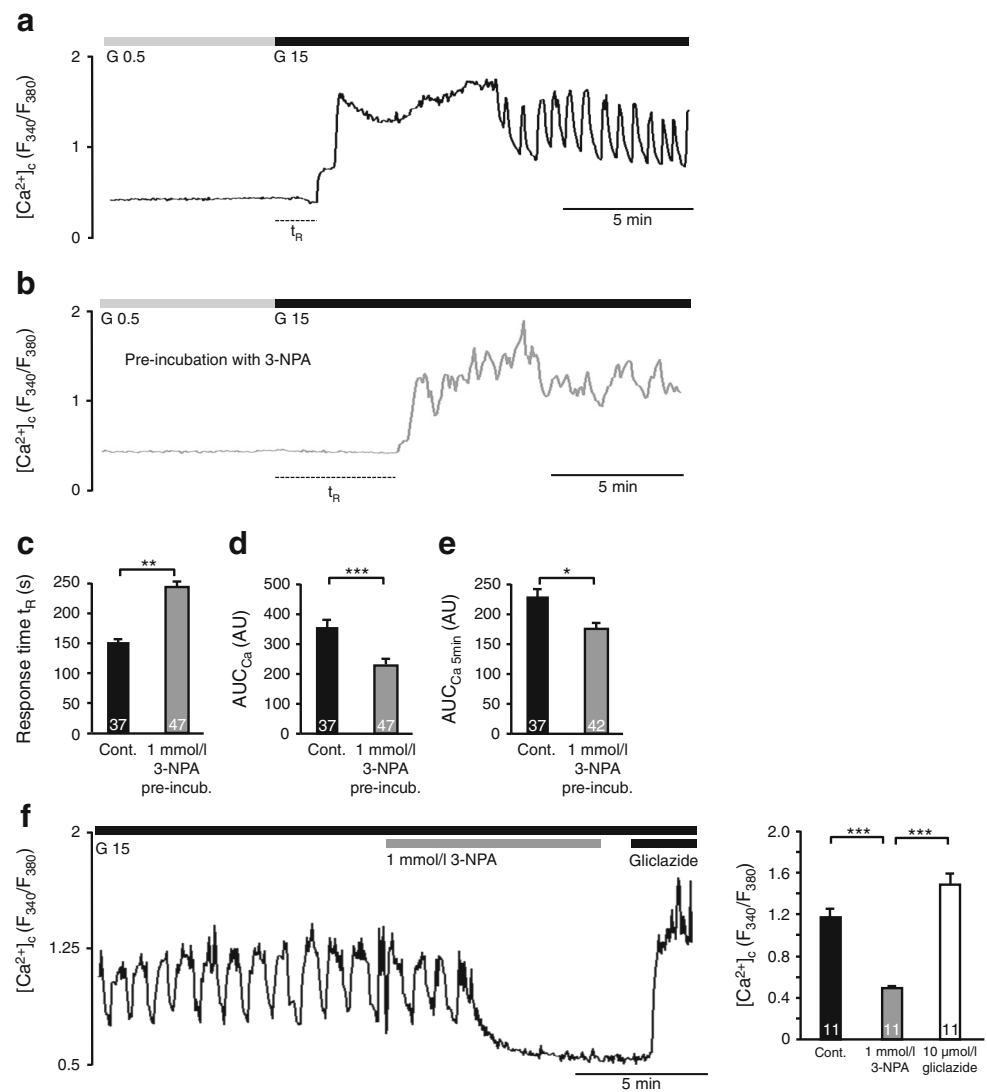 a
G 0.5 G 15
2
1
0
[Ca²⁺]c (F340/F380)
tR
5 min
b
G 0.5 G 15
2
1
0
[Ca²⁺]c (F340/F380)
Pre-incubation with 3-NPA
tR
5 min
c
Response time tR (s)
250
200
150
100
50
0
**
37 47
Cont. 1 mmol/l
3-NPA
pre-incub.
d
AUCCa (AU)
500
400
300
200
100
0
***
37 47
Cont. 1 mmol/l
3-NPA
pre-incub.
e
AUCCa 5min (AU)
250
200
150
100
50
0
*
37 42
Cont. 1 mmol/l
3-NPA
pre-incub.
f
G 15
1 mmol/l 3-NPA
Gliclazide
2
1.25
0.5
[Ca²⁺]c (F340/F380)
5 min
[Ca²⁺]c (F340/F380)
2.0
1.6
1.2
0.8
0.4
0
*** ***
11 11 11
Cont. 1 mmol/l 10 μmol/l
3-NPA gliclazide